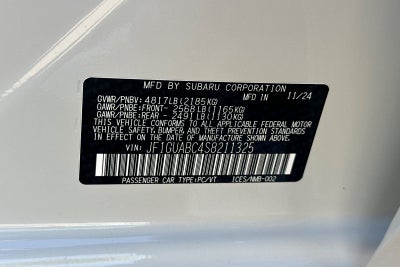 MFD BY SUBARU CORPORATION
GVWR/PNBV: 4817LB(2185KG) 11/24
GAWR/PNBE:FRONT- 2568LB(1165KG)
GAWR/PNBE:REAR - 2491LB(1130KG)
THIS VEHICLE CONFORMS TO ALL APPLICABLE FEDERAL MOTOR VEHICLE
SAFETY, BUMPER, AND THEFT PREVENTION STANDARDS IN EFFECT
ON THE DATE OF MANUFACTURE SHOWN ABOVE.
VIN: JF1GUABC4S8211325
PASSENGER CAR TYPE:PC/VT ICES/NMB-002